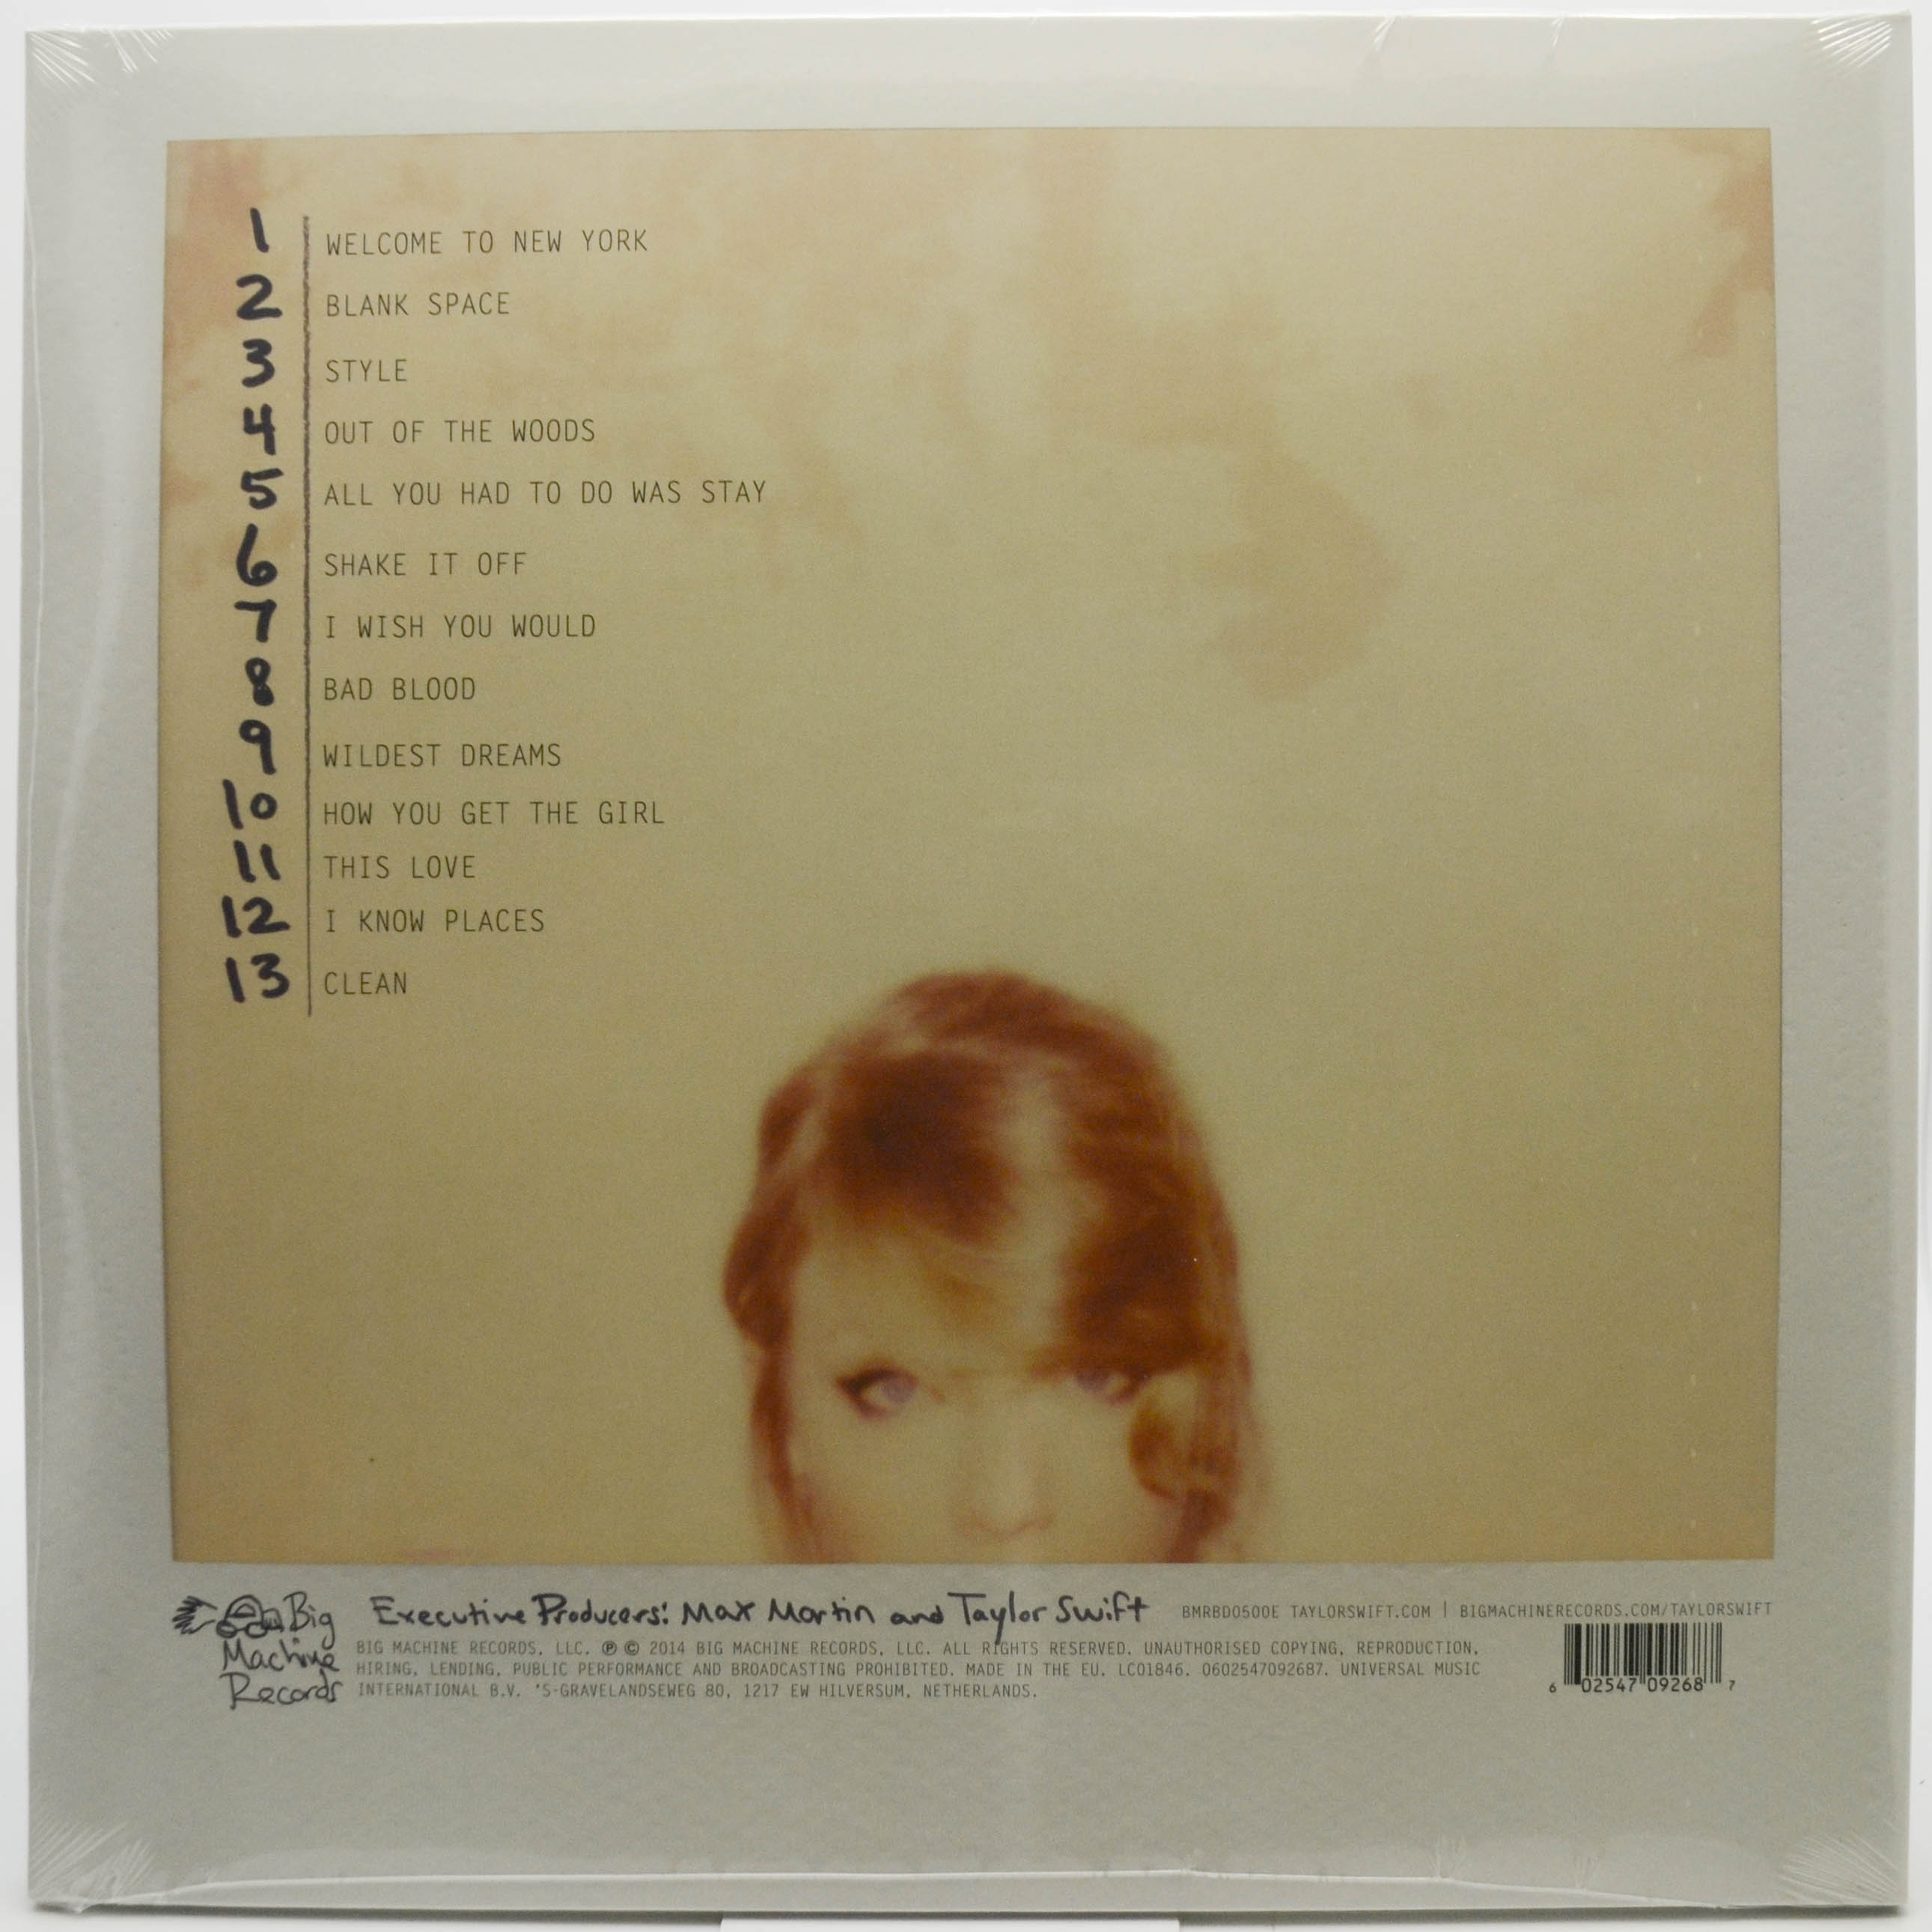 1 WELCOME TO NEW YORK
2 BLANK SPACE
3 STYLE
4 OUT OF THE WOODS
5 ALL YOU HAD TO DO WAS STAY
6 SHAKE IT OFF
7 I WISH YOU WOULD
8 BAD BLOOD
9 WILDEST DREAMS
10 HOW YOU GET THE GIRL
11 THIS LOVE
12 I KNOW PLACES
13 CLEAN
Big
Machine
Records
Executive Producers: Max Martin and Taylor Swift
BMRBD0500E TAYLORSWIFT.COM | BIGMACHINERECORDS.COM/TAYLORSWIFT
BIG MACHINE RECORDS, LLC. ℗ © 2014 BIG MACHINE RECORDS, LLC. ALL RIGHTS RESERVED. UNAUTHORISED COPYING, REPRODUCTION,
HIRING, LENDING, PUBLIC PERFORMANCE AND BROADCASTING PROHIBITED. MADE IN THE EU. LC01846. 0602547092687. UNIVERSAL MUSIC
INTERNATIONAL B.V. 'S-GRAVELANDSEWEG 80, 1217 EW HILVERSUM, NETHERLANDS.
6 02547 09268 7